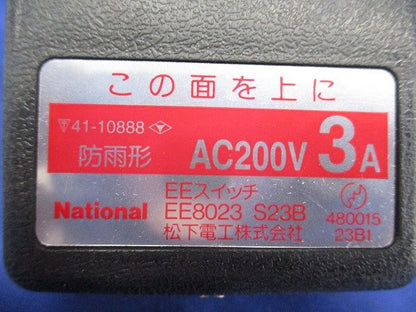 この面を上に
〒41-10888
防雨形 AC200V 3A
EEスイッチ
National EE8023 S23B 480015
松下電工株式会社 23B1